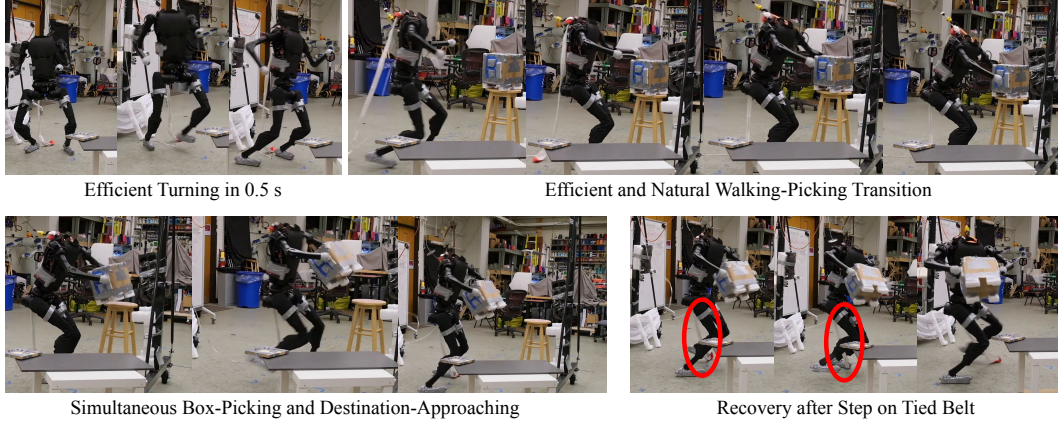 Efficient Turning in 0.5 s
Efficient and Natural Walking-Picking Transition
Simultaneous Box-Picking and Destination-Approaching
Recovery after Step on Tied Belt